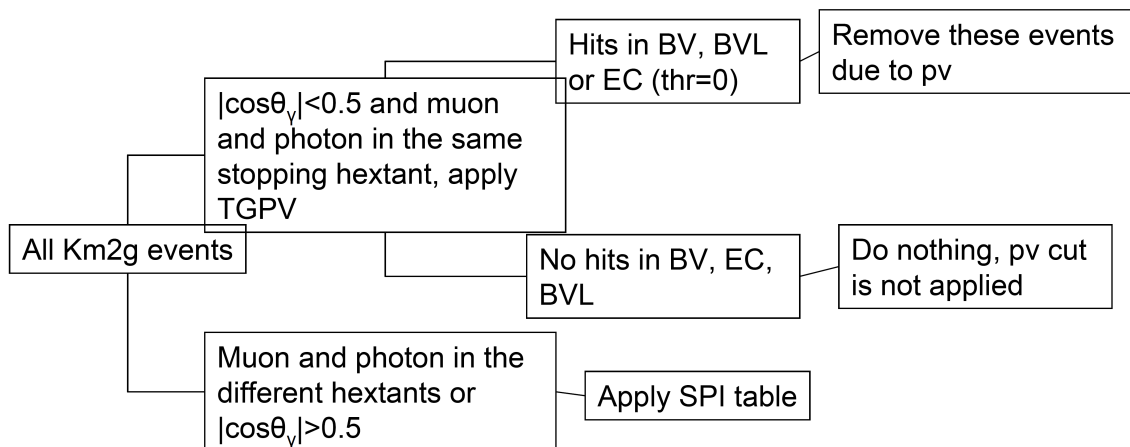 Hits in BV, BVL
or EC (thr=0)
Remove these events
due to pv
|cosθγ|<0.5 and muon
and photon in the same
stopping hextant, apply
TGPV
All Km2g events
No hits in BV, EC,
BVL
Do nothing, pv cut
is not applied
Muon and photon in the
different hextants or
|cosθγ|>0.5
Apply SPI table